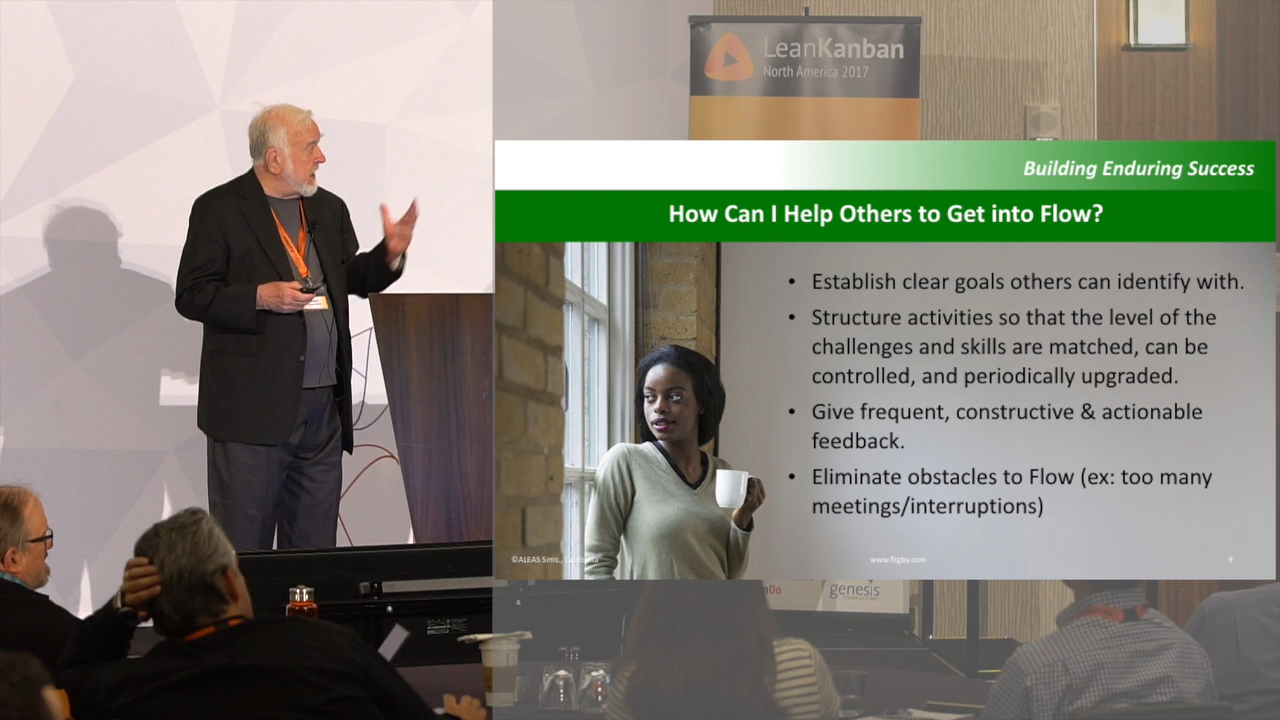 LeanKanban
North America 2017
Building Enduring Success
How Can I Help Others to Get into Flow?
• Establish clear goals others can identify with.
• Structure activities so that the level of the
challenges and skills are matched, can be
controlled, and periodically upgraded.
• Give frequent, constructive & actionable
feedback.
• Eliminate obstacles to Flow (ex: too many
meetings/interruptions)
©ALEAS Sims.,
www.fligby.com
9
genesis